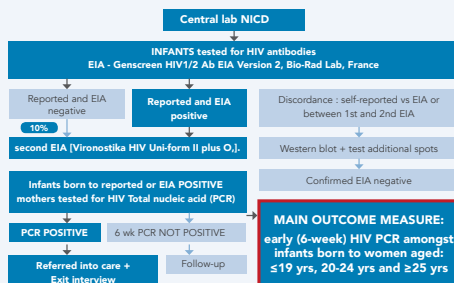 Central lab NICD
INFANTS tested for HIV antibodies
EIA - Genscreen HIV1/2 Ab EIA Version 2, Bio-Rad Lab, France
Reported and EIA
negative
Reported and EIA
positive
Discordance : self-reported vs EIA or
between 1st and 2nd EIA
10%
second EIA [Vironostika HIV Uni-form II plus O,].
Western blot + test additional spots
Infants born to reported or EIA POSITIVE
mothers tested for HIV Total nucleic acid (PCR)
Confirmed EIA negative
PCR POSITIVE
6 wk PCR NOT POSITIVE
Referred into care +
Exit interview
Follow-up
MAIN OUTCOME MEASURE:
early (6-week) HIV PCR amongst
infants born to women aged:
≤19 yrs, 20-24 yrs and ≥25 yrs